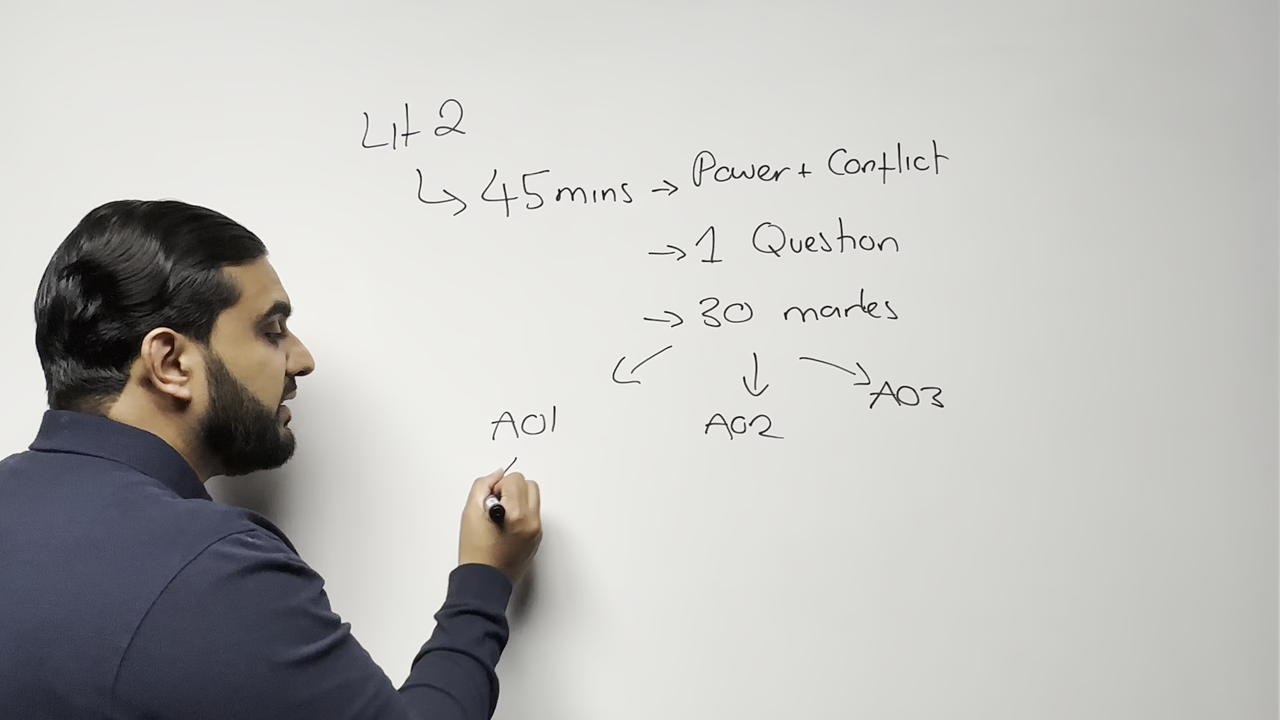 Lit 2
↳ 45 mins → Power + Conflict
→ 1 Question
→ 30 marks
AO1 AO2 AO3